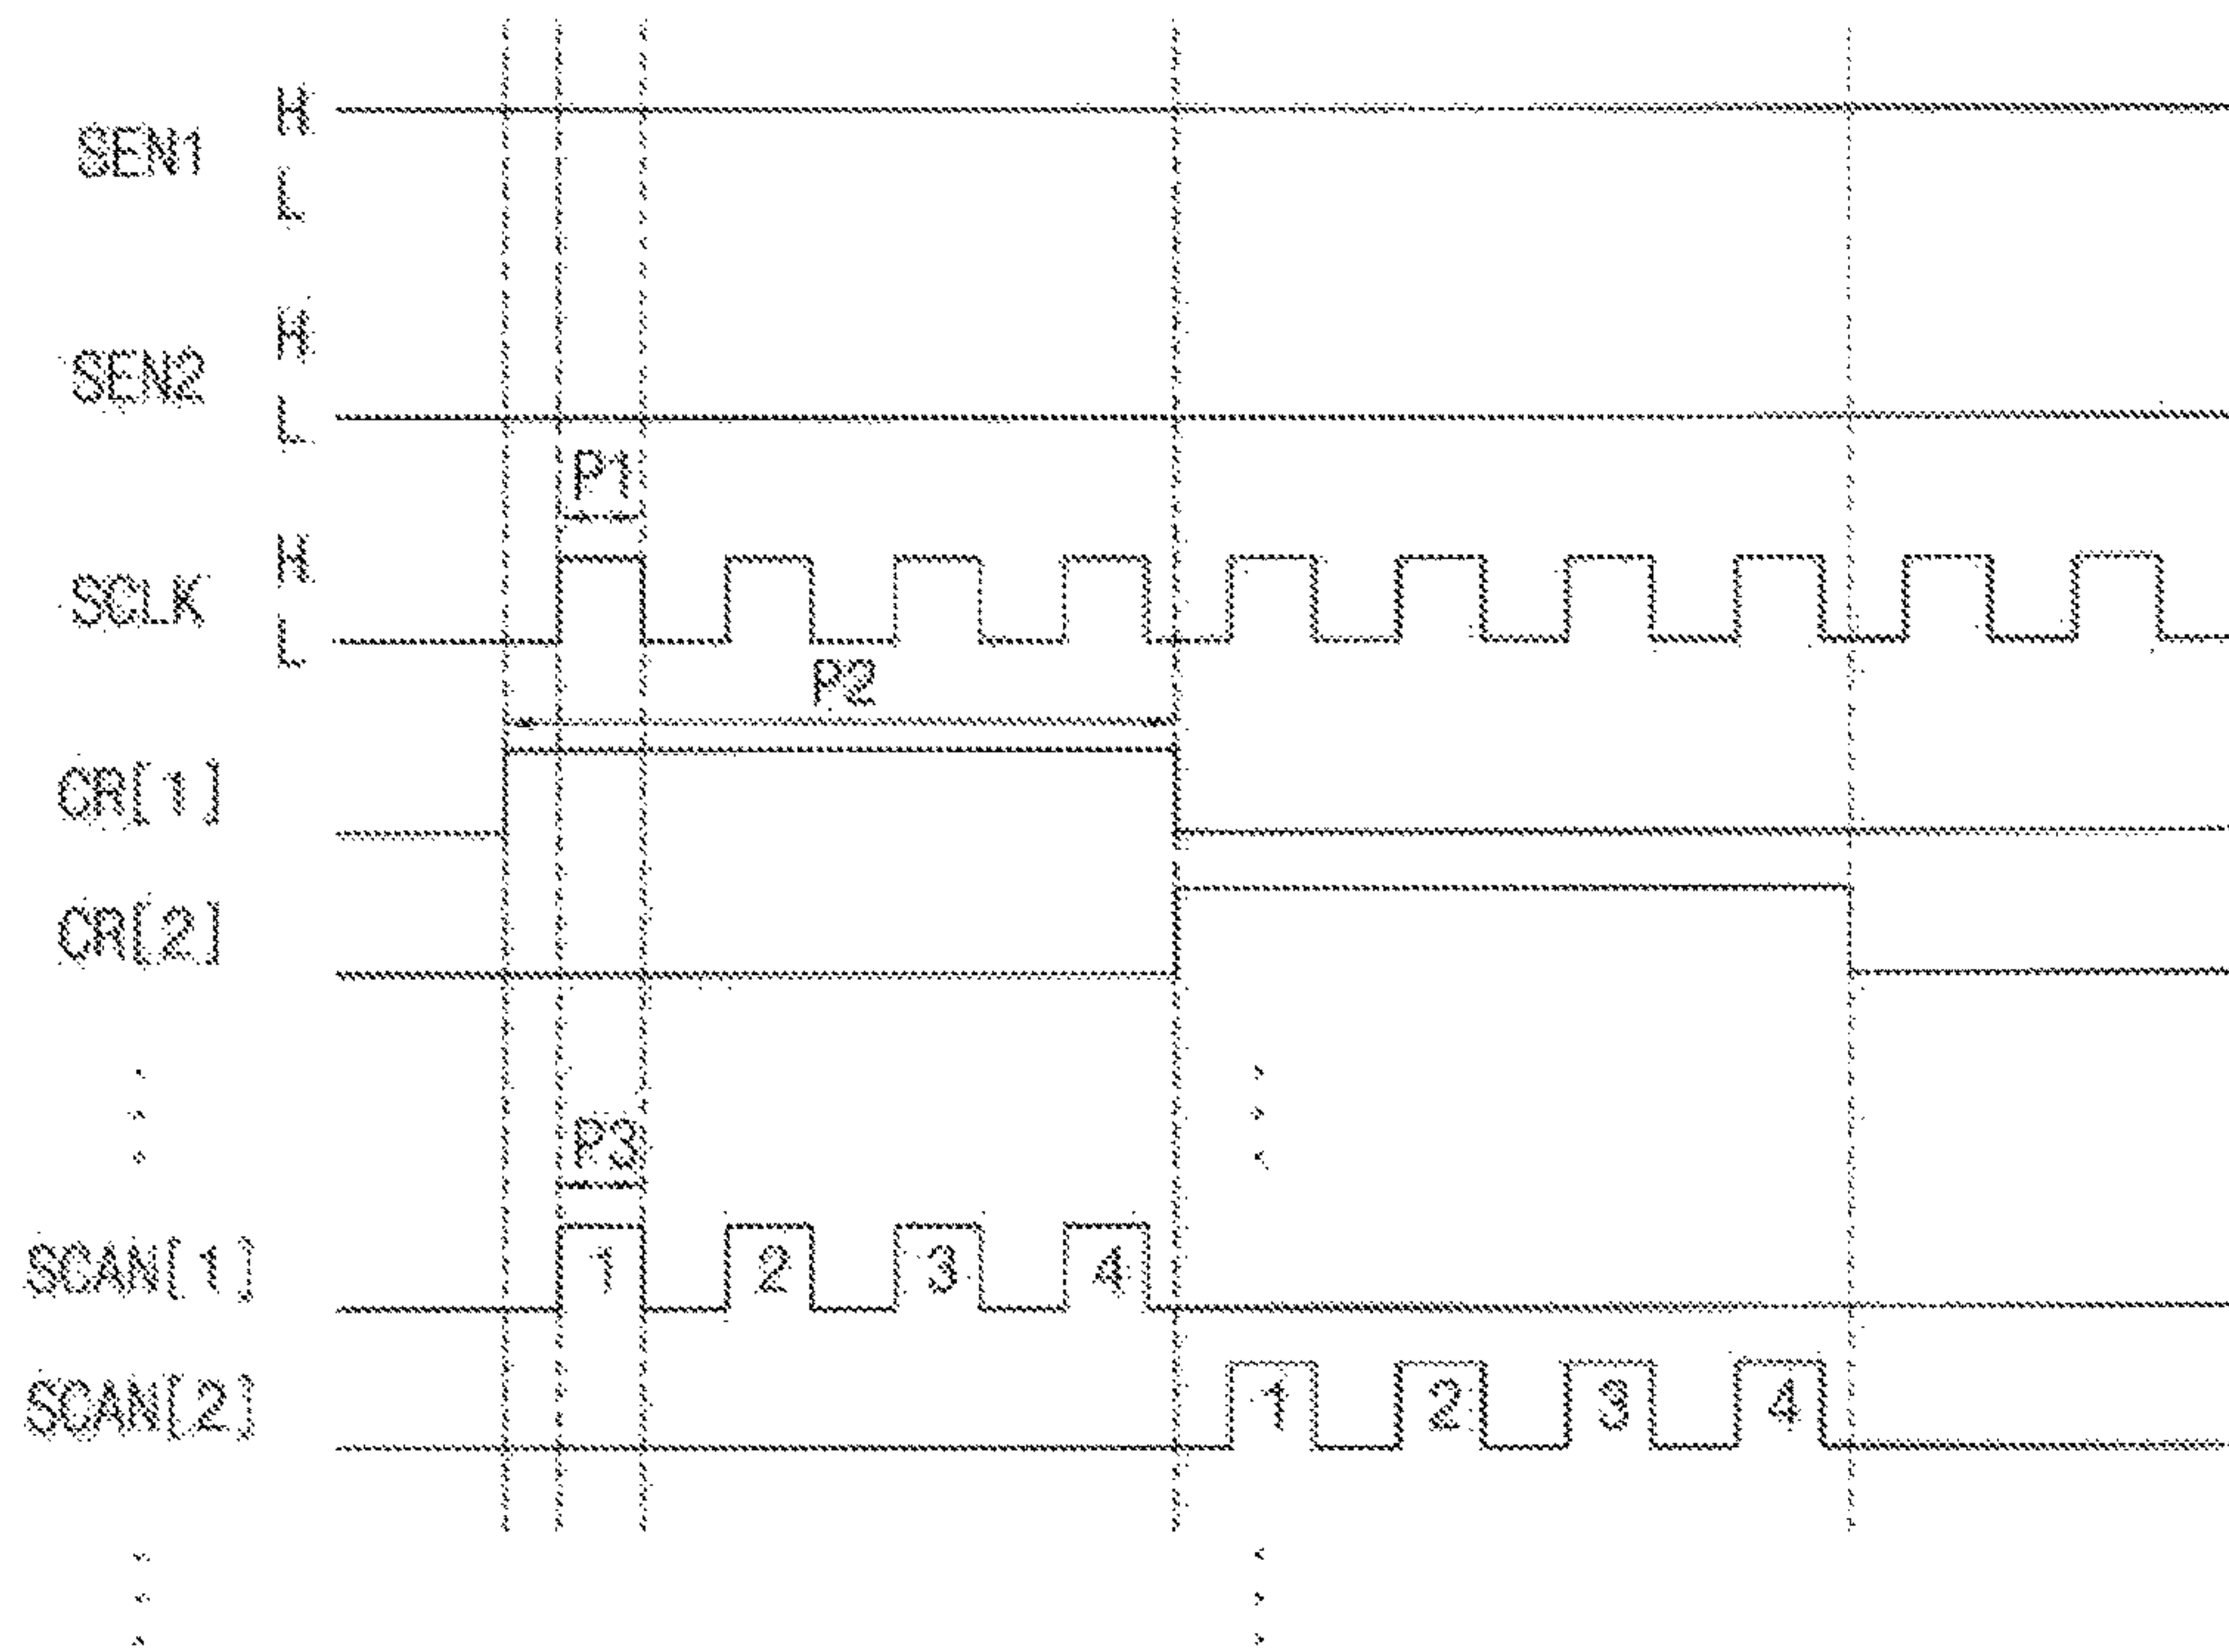 SEN1 H
L
SEN2 H
L
P1
SCLK H
L
P2
CR[1]
CR[2]
P3
SCAN[1] 1 2 3 4
SCAN[2] 1 2 3 4